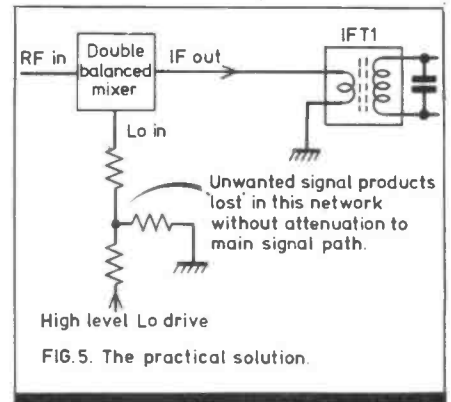 IFT1
RF in
Double
balanced
mixer
IF out
Lo in
Unwanted signal products
'lost' in this network
without attenuation to
main signal path.
High level Lo drive
FIG.5. The practical solution.